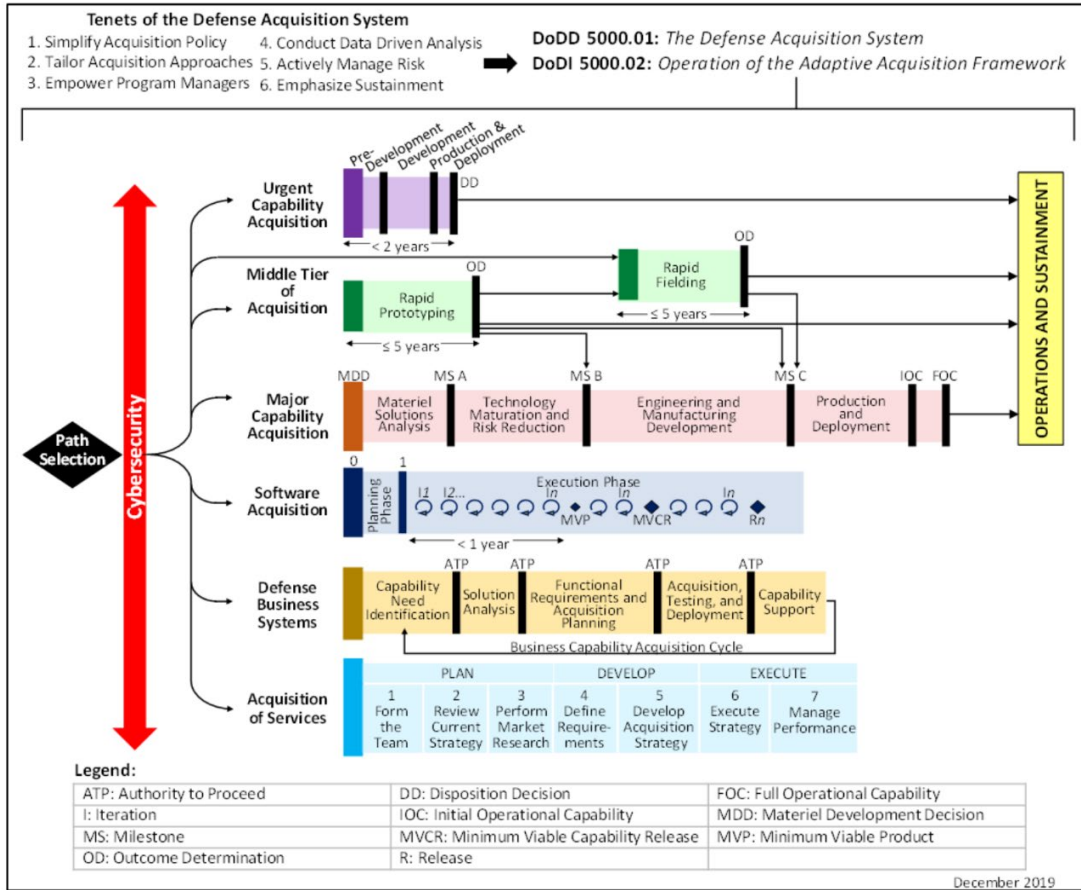 Tenets of the Defense Acquisition System
1. Simplify Acquisition Policy
2. Tailor Acquisition Approaches
3. Empower Program Managers
4. Conduct Data Driven Analysis
5. Actively Manage Risk
6. Emphasize Sustainment
DoDD 5000.01: The Defense Acquisition System
DoDI 5000.02: Operation of the Adaptive Acquisition Framework
Path
Selection
Cybersecurity
Urgent
Capability
Acquisition
Pre-
Development
Development
Production &
Deployment
DD
< 2 years
Middle Tier
of
Acquisition
Rapid
Prototyping
OD
≤ 5 years
Rapid
Fielding
OD
≤ 5 years
Major
Capability
Acquisition
MDD
Materiel
Solutions
Analysis
MS A
Technology
Maturation and
Risk Reduction
MS B
Engineering and
Manufacturing
Development
MS C
Production
and
Deployment
IOC
FOC
OPERATIONS AND SUSTAINMENT
Software
Acquisition
0
Planning
Phase
1
Execution Phase
I1
I2...
In
MVP
In
MVCR
In
Rn
< 1 year
Defense
Business
Systems
Capability
Need
Identification
ATP
Solution
Analysis
ATP
Functional
Requirements and
Acquisition
Planning
ATP
Acquisition,
Testing, and
Deployment
ATP
Capability
Support
Business Capability Acquisition Cycle
Acquisition
of Services
PLAN
DEVELOP
EXECUTE
1
Form
the
Team
2
Review
Current
Strategy
3
Perform
Market
Research
4
Define
Require-
ments
5
Develop
Acquisition
Strategy
6
Execute
Strategy
7
Manage
Performance
Legend:
ATP: Authority to Proceed
DD: Disposition Decision
FOC: Full Operational Capability
I: Iteration
IOC: Initial Operational Capability
MDD: Materiel Development Decision
MS: Milestone
MVCR: Minimum Viable Capability Release
MVP: Minimum Viable Product
OD: Outcome Determination
R: Release
December 2019